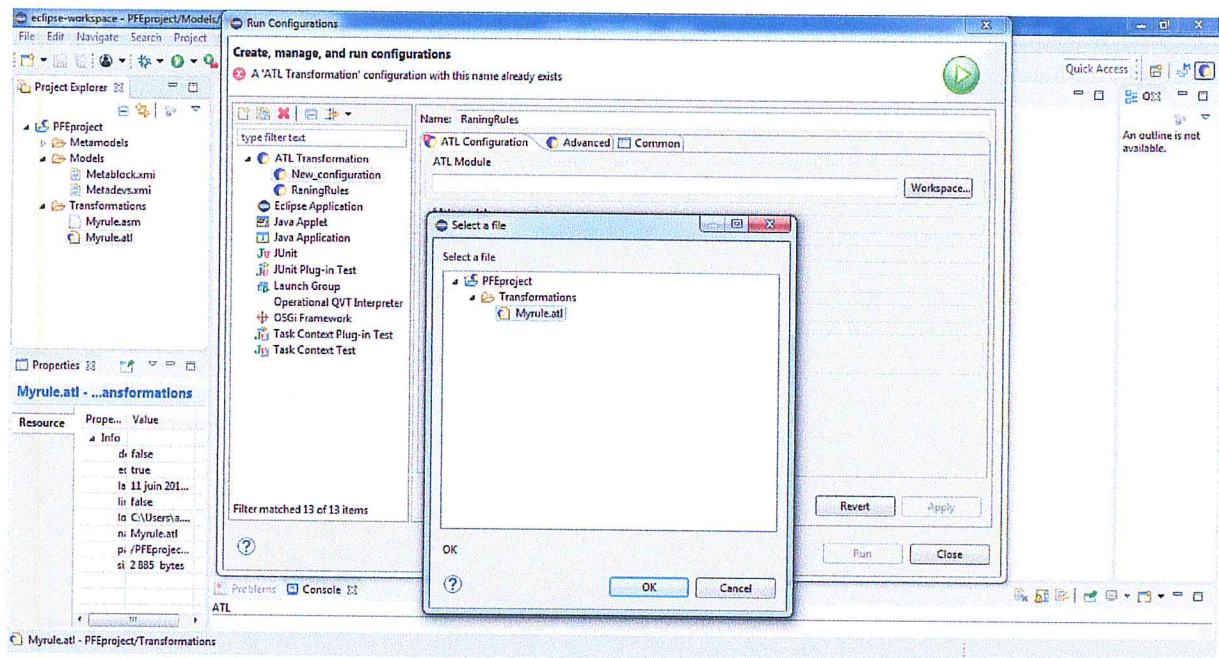 eclipse-workspace - PFEproject/Models/
File Edit Navigate Search Project
Quick Access
Project Explorer
PFEproject
Metamodels
Models
Metablock.xmi
Metadevs.xmi
Transformations
Myrule.asm
Myrule.atl
Properties
Myrule.atl - ...ansformations
Resource
Prope... Value
Info
false
true
11 juin 201...
false
C:\Users\a....
Myrule.atl
/PFEprojec...
2 885 bytes
Myrule.atl - PFEproject/Transformations
Run Configurations
Create, manage, and run configurations
A 'ATL Transformation' configuration with this name already exists
type filter text
ATL Transformation
New_configuration
RaningRules
Eclipse Application
Java Applet
Java Application
JUnit
JUnit Plug-in Test
Launch Group
Operational QVT Interpreter
OSGi Framework
Task Context Plug-in Test
Task Context Test
Filter matched 13 of 13 items
Name: RaningRules
ATL Configuration Advanced Common
ATL Module
Workspace...
Select a file
Select a file
PFEproject
Transformations
Myrule.atl
OK
OK Cancel
Revert Apply
Run Close
Problems Console
ATL
An outline is not
available.